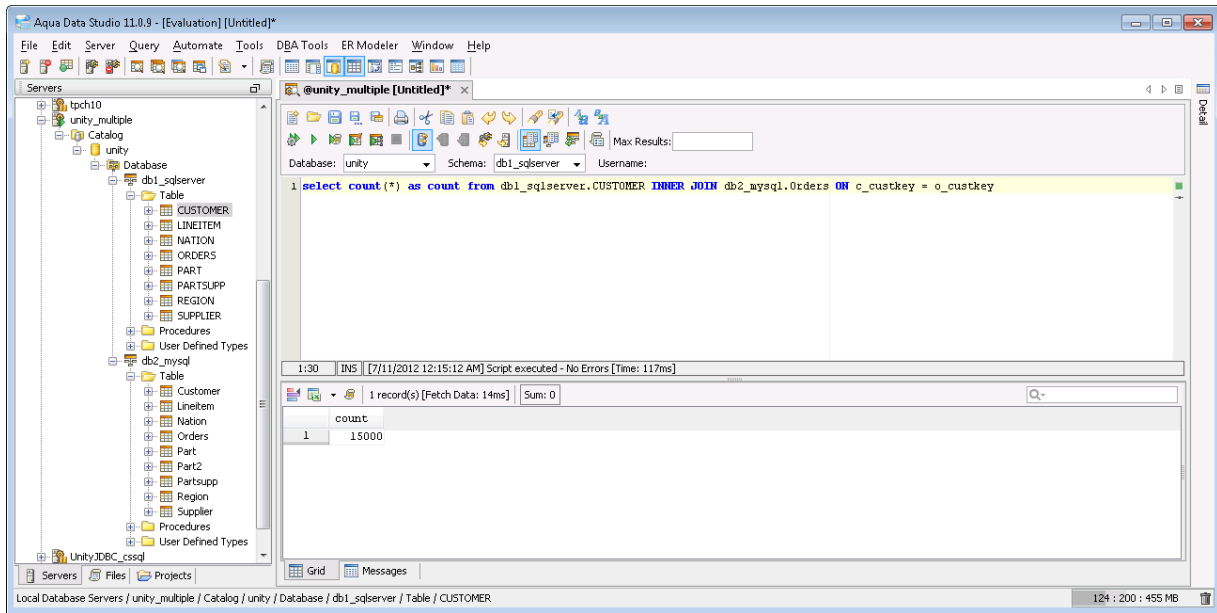 Aqua Data Studio 11.0.9 - [Evaluation] [Untitled]*
File Edit Server Query Automate Tools DBA Tools ER Modeler Window Help
Servers
tpch10
unity_multiple
Catalog
unity
Database
db1_sqlserver
Table
CUSTOMER
LINEITEM
NATION
ORDERS
PART
PARTSUPP
REGION
SUPPLIER
Procedures
User Defined Types
db2_mysql
Table
Customer
Lineitem
Nation
Orders
Part
Part2
Partsupp
Region
Supplier
Procedures
User Defined Types
UnityJDBC_cssql
Servers Files Projects
@unity_multiple [Untitled]*
Max Results:
Database: unity Schema: db1_sqlserver Username:
1 select count(*) as count from db1_sqlserver.CUSTOMER INNER JOIN db2_mysql.Orders ON c_custkey = o_custkey
1:30 INS [7/11/2012 12:15:12 AM] Script executed - No Errors [Time: 117ms]
1 record(s) [Fetch Data: 14ms] Sum: 0
count
1 15000
Grid Messages
Detail
Local Database Servers / unity_multiple / Catalog / unity / Database / db1_sqlserver / Table / CUSTOMER
124 : 200 : 455 MB